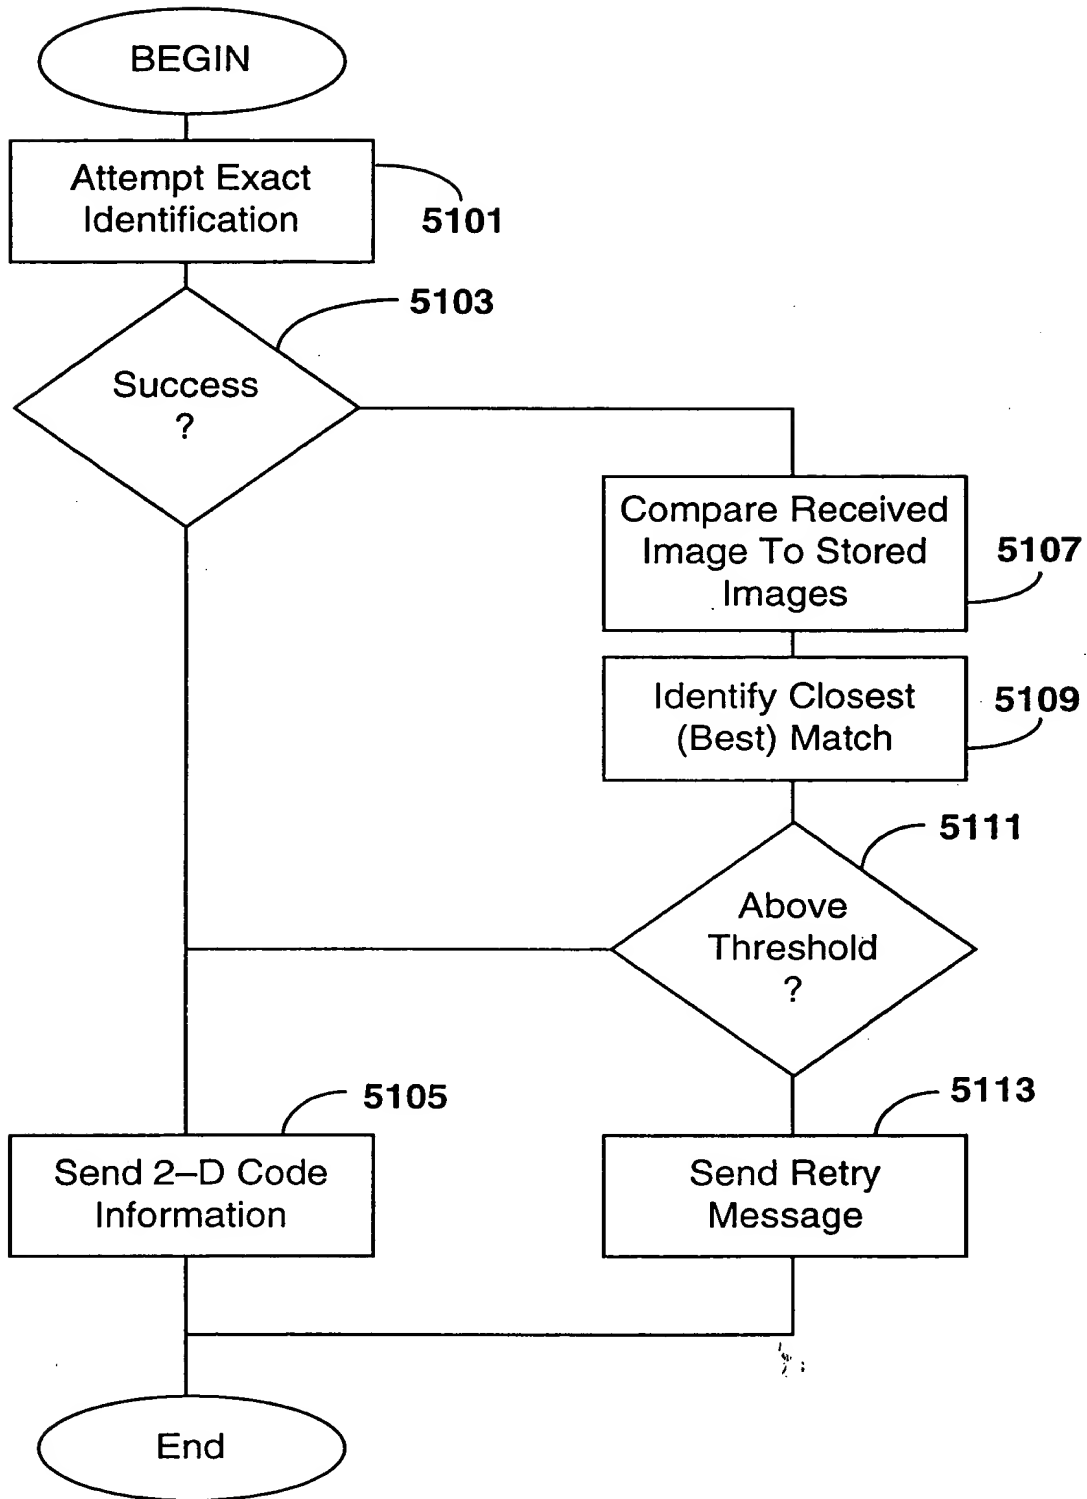 BEGIN
Attempt Exact
Identification
5101
5103
Success
?
Compare Received
Image To Stored
Images
5107
Identify Closest
(Best) Match
5109
5111
Above
Threshold
?
5105
5113
Send 2–D Code
Information
Send Retry
Message
End